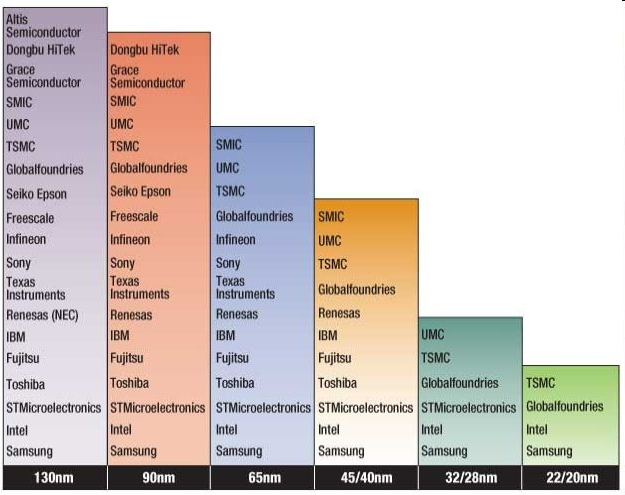 Altis
Semiconductor
Dongbu HiTek
Grace
Semiconductor
SMIC
UMC
TSMC
Globalfoundries
Seiko Epson
Freescale
Infineon
Sony
Texas
Instruments
Renesas (NEC)
IBM
Fujitsu
Toshiba
STMicroelectronics
Intel
Samsung
130nm
Dongbu HiTek
Grace
Semiconductor
SMIC
UMC
TSMC
Globalfoundries
Seiko Epson
Freescale
Infineon
Sony
Texas
Instruments
Renesas
IBM
Fujitsu
Toshiba
STMicroelectronics
Intel
Samsung
90nm
SMIC
UMC
TSMC
Globalfoundries
Infineon
Sony
Texas
Instruments
Renesas
IBM
Fujitsu
Toshiba
STMicroelectronics
Intel
Samsung
65nm
SMIC
UMC
TSMC
Globalfoundries
Renesas
IBM
Fujitsu
Toshiba
STMicroelectronics
Intel
Samsung
45/40nm
UMC
TSMC
Globalfoundries
STMicroelectronics
Intel
Samsung
32/28nm
TSMC
Globalfoundries
Intel
Samsung
22/20nm